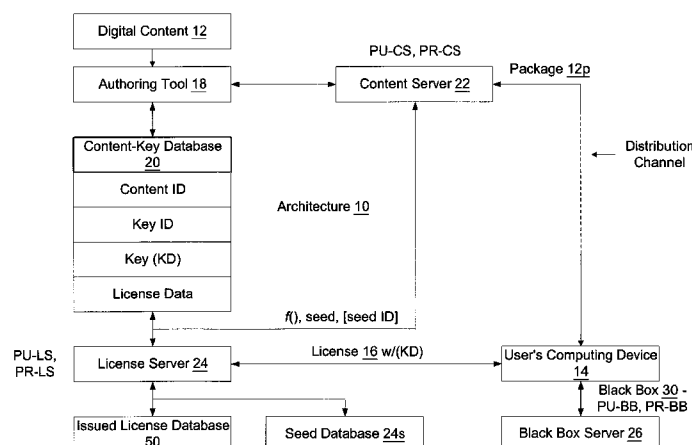 Digital Content 12
PU-CS, PR-CS
Package 12p
Authoring Tool 18
Content Server 22
Content-Key Database
20
Distribution
Channel
Content ID
Architecture 10
Key ID
Key (KD)
License Data
f(), seed, [seed ID]
PU-LS,
PR-LS
License Server 24
License 16 w/(KD)
User's Computing Device
14
Black Box 30 -
PU-BB, PR-BB
Issued License Database
50
Seed Database 24s
Black Box Server 26